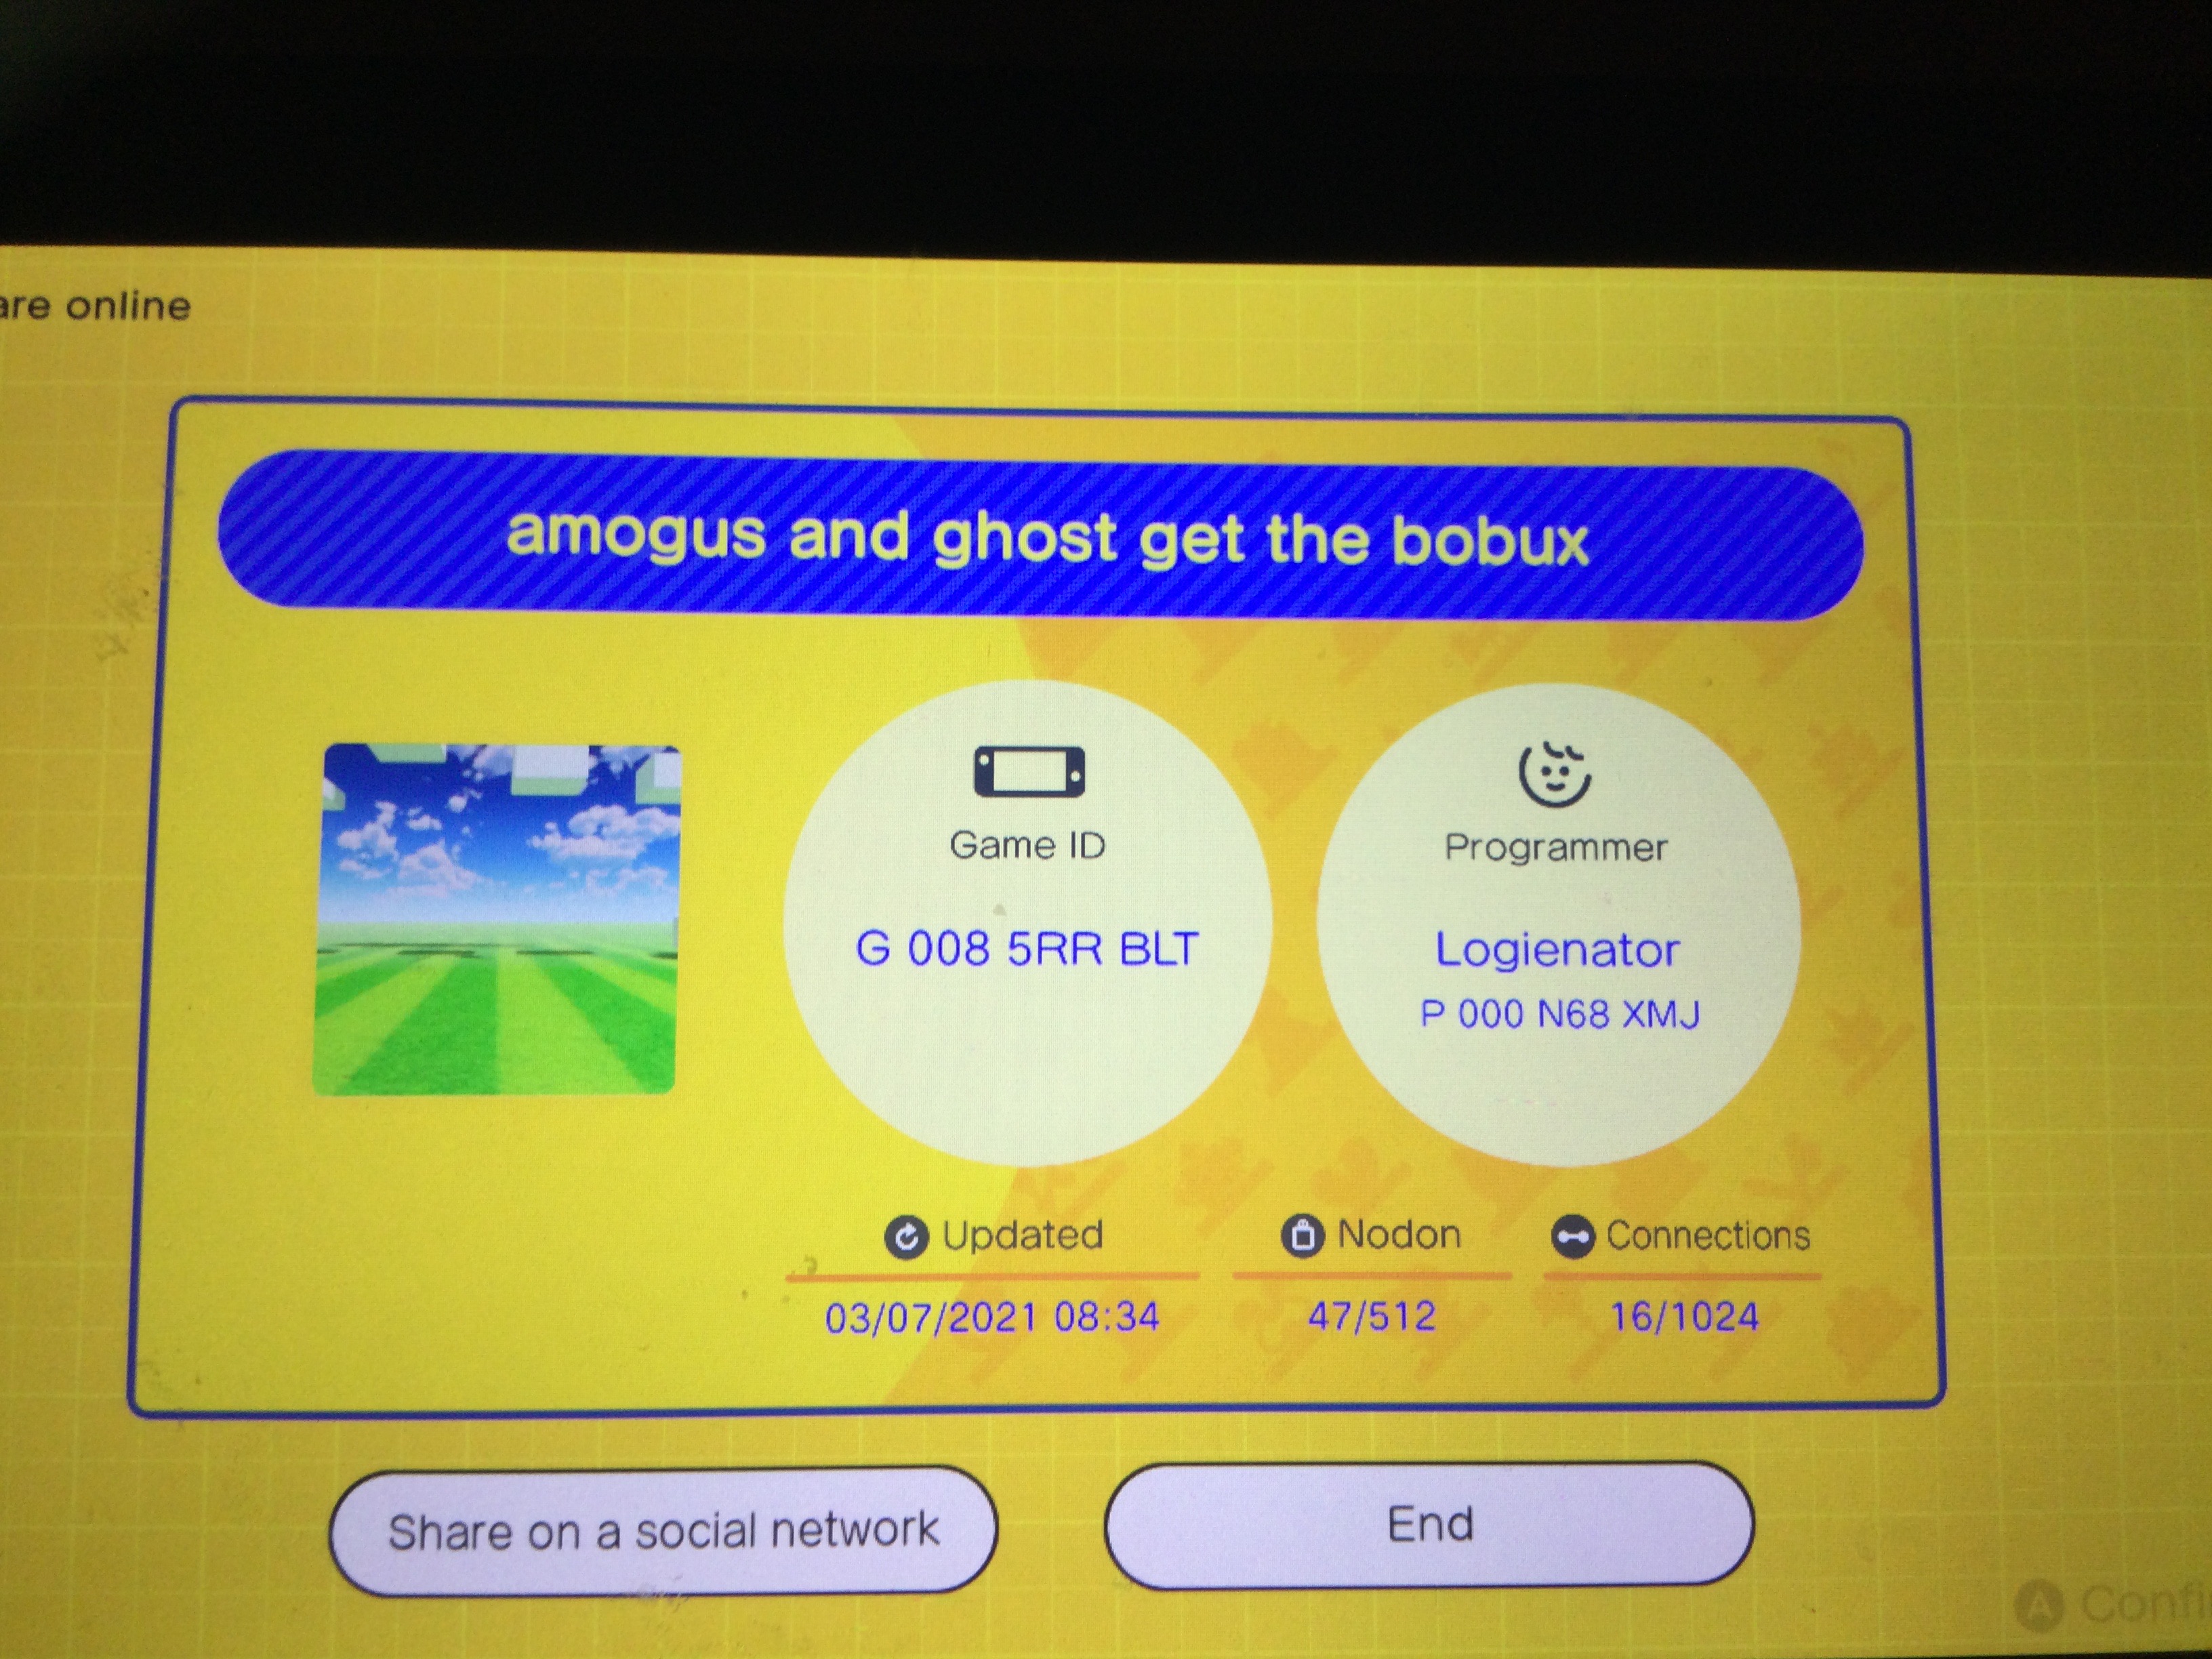 are online
amogus and ghost get the bobux
Game ID
G 008 5RR BLT
Programmer
Logienator
P 000 N68 XMJ
Updated
Nodon
Connections
03/07/2021 08:34
47/512
16/1024
Share on a social network
End
A Confi